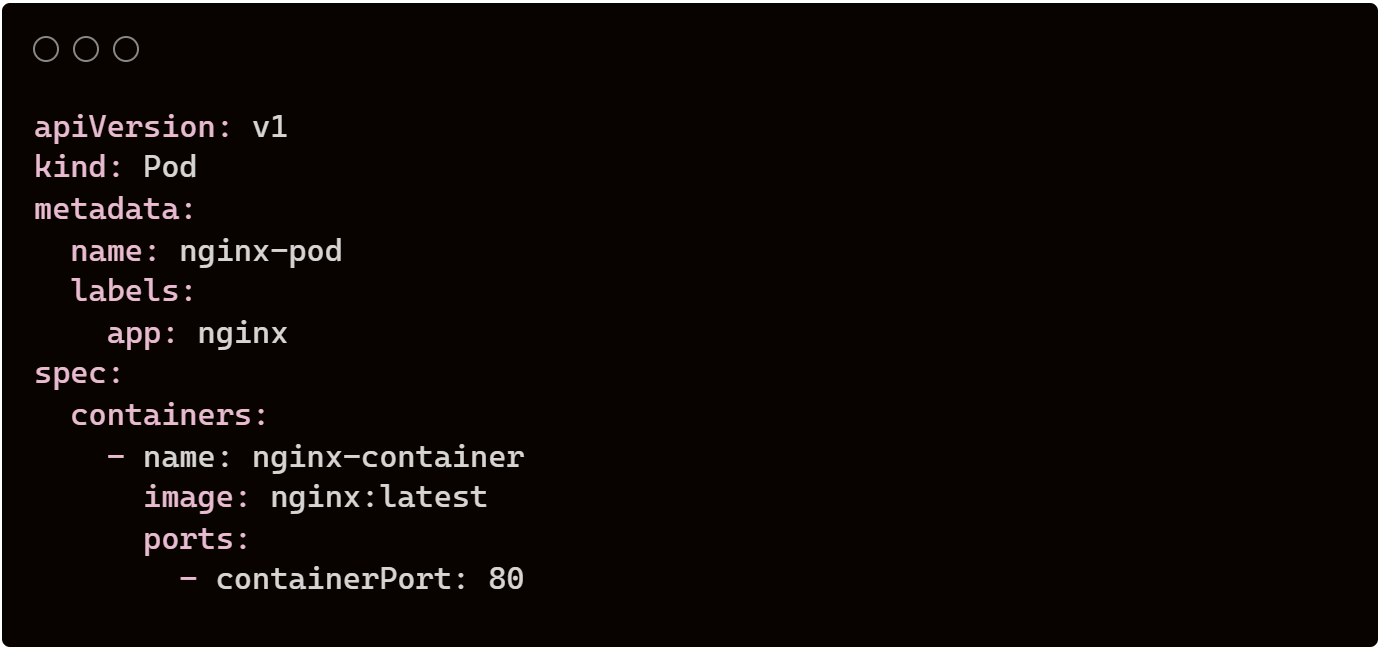 apiVersion: v1
kind: Pod
metadata:
  name: nginx-pod
  labels:
    app: nginx
spec:
  containers:
    - name: nginx-container
      image: nginx:latest
      ports:
        - containerPort: 80